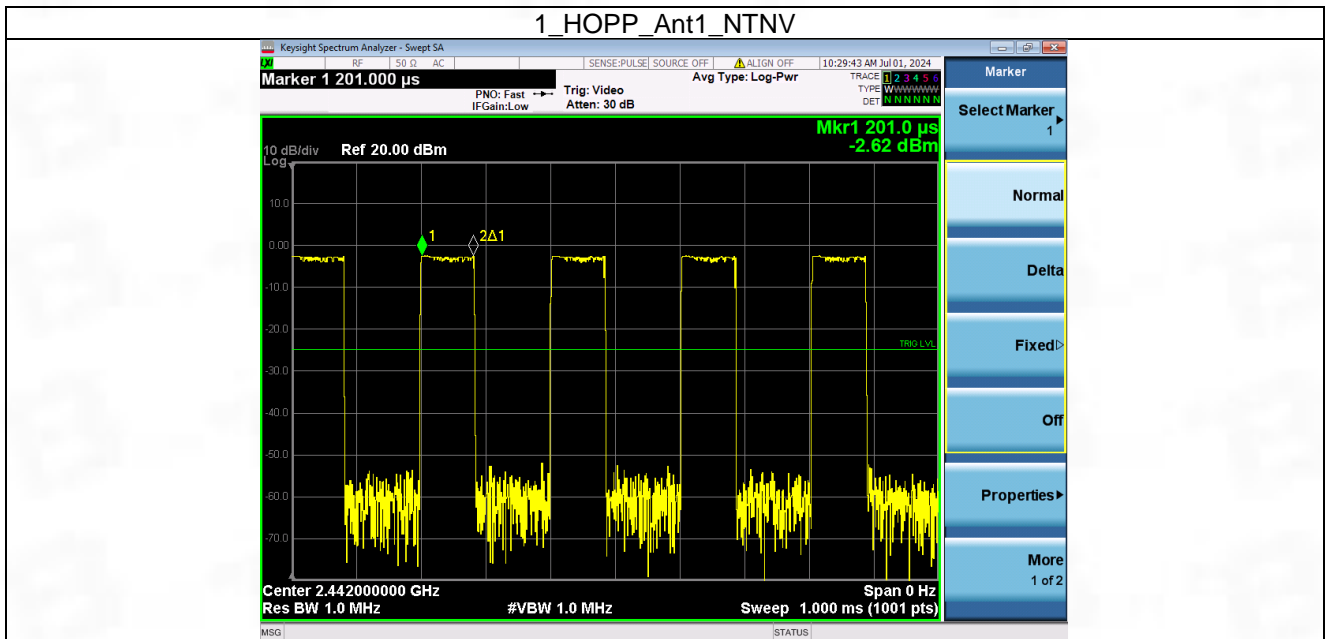 1_HOPP_Ant1_NTNV
Keysight Spectrum Analyzer - Swept SA
LXI RF 50 Ω AC SENSE:PULSE SOURCE OFF ALIGN OFF 10:29:43 AM Jul 01, 2024
Marker 1 201.000 µs
PNO: Fast
IFGain:Low
Trig: Video
Atten: 30 dB
Avg Type: Log-Pwr
TRACE 1 2 3 4 5 6
TYPE WWWWWW
DET N N N N N N
Mkr1 201.0 µs
-2.62 dBm
10 dB/div Ref 20.00 dBm
Log
10.0
0.00
-10.0
-20.0
-30.0
-40.0
-50.0
-60.0
-70.0
1
2Δ1
TRIG LVL
Center 2.442000000 GHz Span 0 Hz
Res BW 1.0 MHz #VBW 1.0 MHz Sweep 1.000 ms (1001 pts)
MSG STATUS
Marker
Select Marker
1
Normal
Delta
Fixed
Off
Properties
More
1 of 2